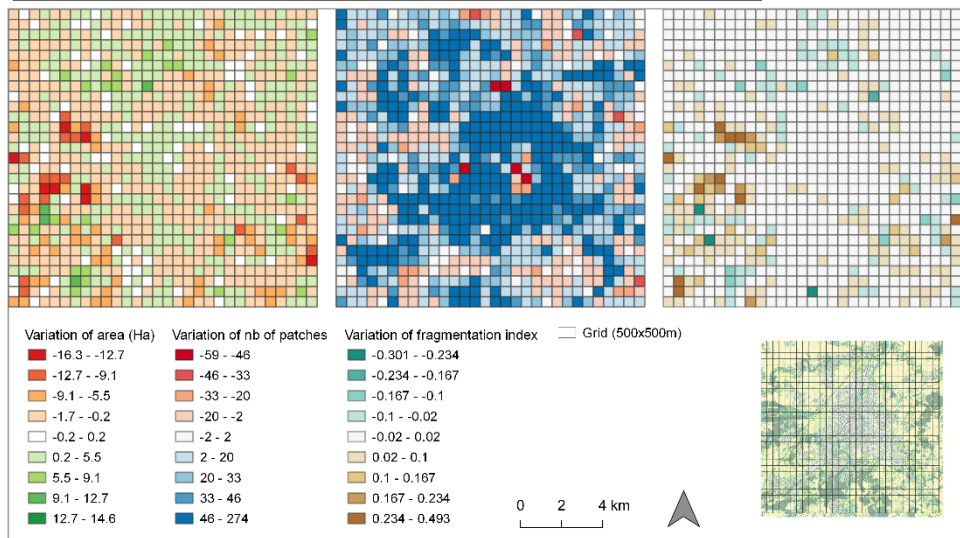 Variation of area (Ha)
-16.3 - -12.7
-12.7 - -9.1
-9.1 - -5.5
-1.7 - -0.2
-0.2 - 0.2
0.2 - 5.5
5.5 - 9.1
9.1 - 12.7
12.7 - 14.6
Variation of nb of patches
-59 - -46
-46 - -33
-33 - -20
-20 - -2
-2 - 2
2 - 20
20 - 33
33 - 46
46 - 274
Variation of fragmentation index
-0.301 - -0.234
-0.234 - -0.167
-0.167 - -0.1
-0.1 - -0.02
-0.02 - 0.02
0.02 - 0.1
0.1 - 0.167
0.167 - 0.234
0.234 - 0.493
Grid (500x500m)
0 2 4 km